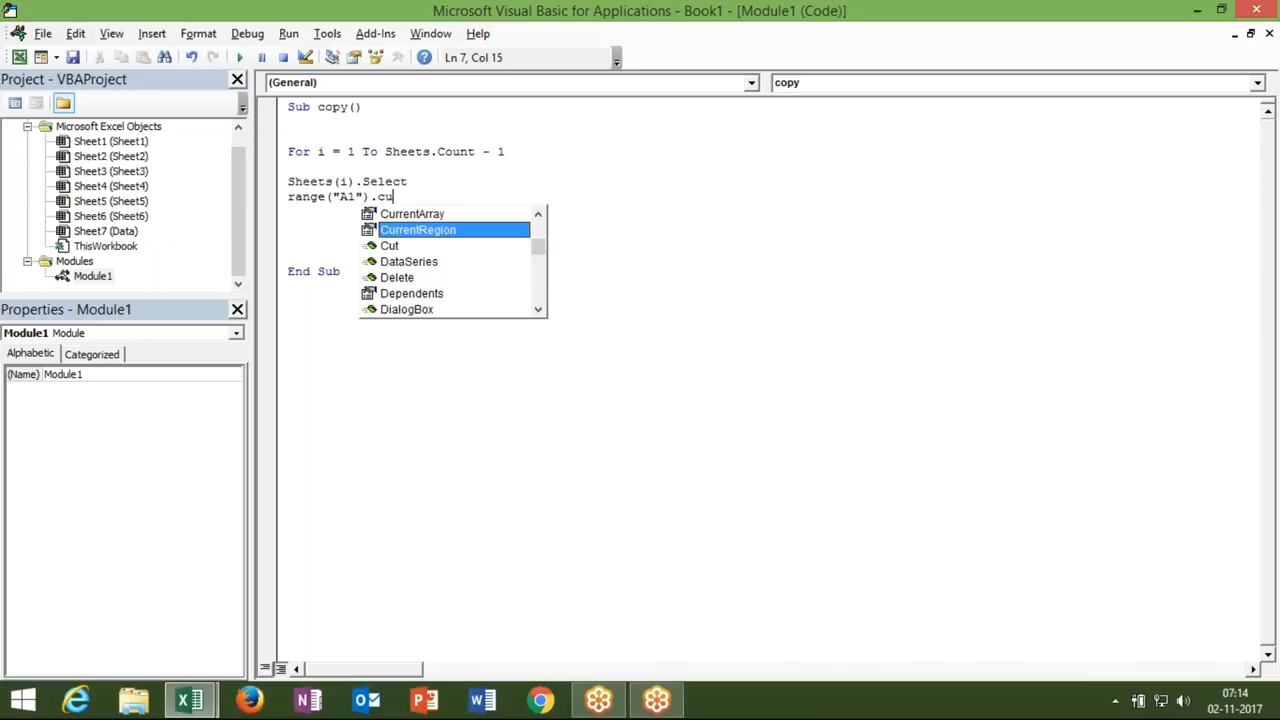 Microsoft Visual Basic for Applications - Book1 - [Module1 (Code)]
File Edit View Insert Format Debug Run Tools Add-Ins Window Help
Ln 7, Col 15
Project - VBAProject
Microsoft Excel Objects
Sheet1 (Sheet1)
Sheet2 (Sheet2)
Sheet3 (Sheet3)
Sheet4 (Sheet4)
Sheet5 (Sheet5)
Sheet6 (Sheet6)
Sheet7 (Data)
ThisWorkbook
Modules
Module1
Properties - Module1
Module1 Module
Alphabetic Categorized
(Name) Module1
(General) copy
Sub copy()
For i = 1 To Sheets.Count - 1
Sheets(i).Select
range("A1").cu
CurrentArray
CurrentRegion
Cut
DataSeries
Delete
Dependents
DialogBox
End Sub
07:14
02-11-2017